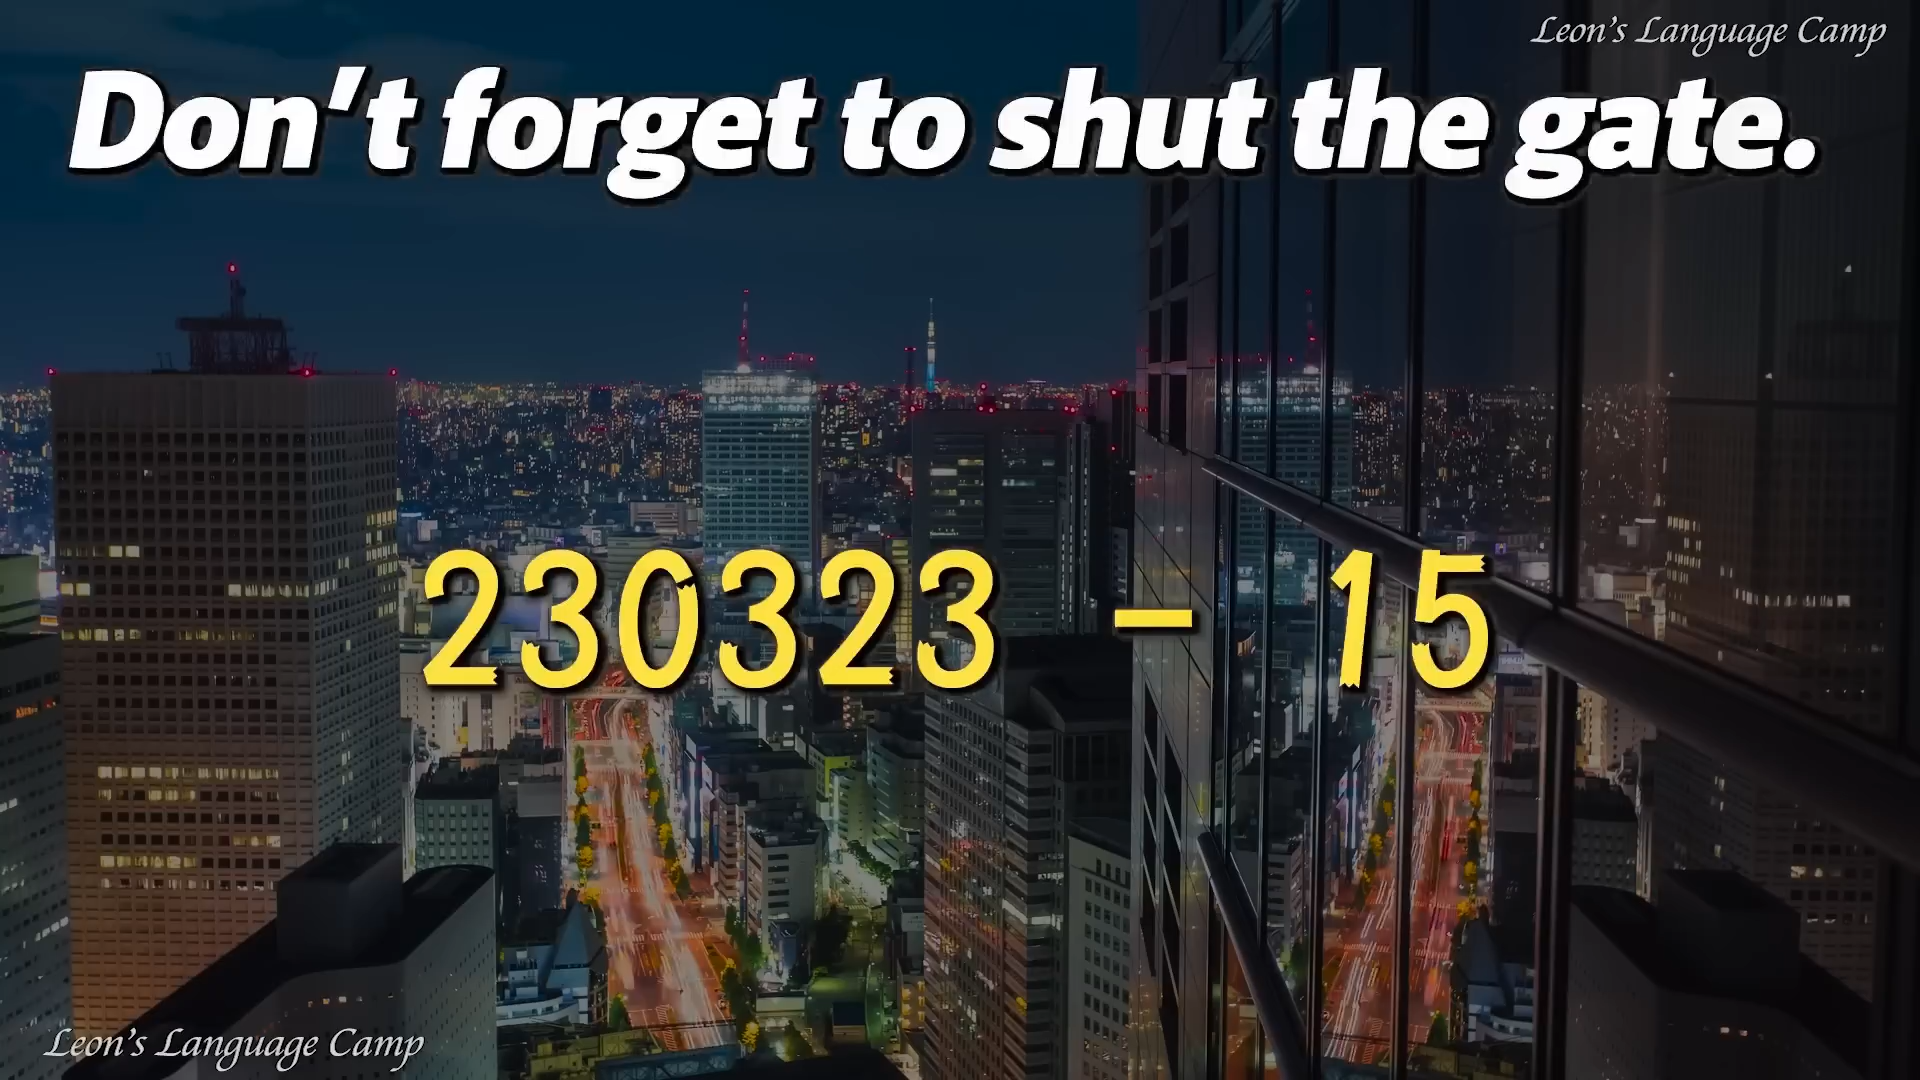 Leon's Language Camp
Don't forget to shut the gate.
230323 - 15
Leon's Language Camp